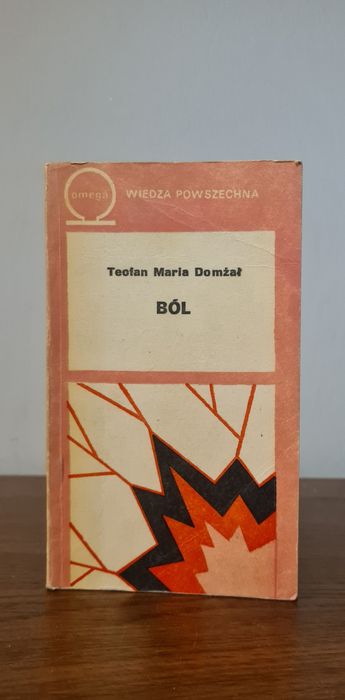 omega WIEDZA POWSZECHNA
Teofan Maria Domżał
BÓL